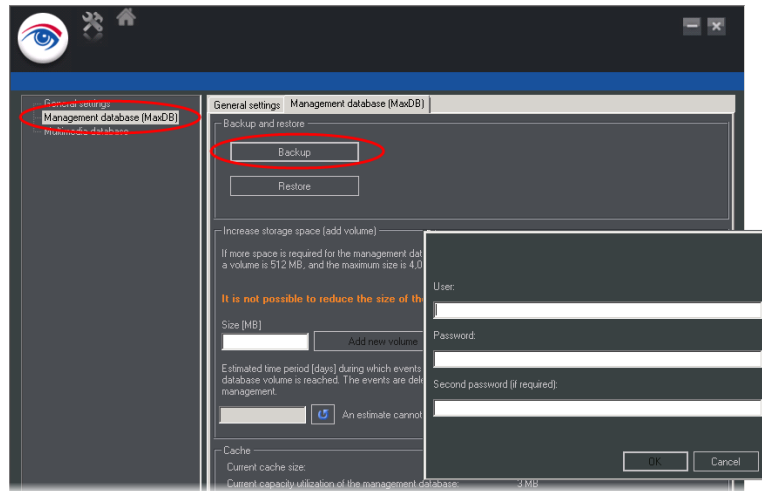 General settings
Management database (MaxDB)
Multimedia database
General settings
Management database (MaxDB)
Backup and restore
Backup
Restore
Increase storage space (add volume)
If more space is required for the management dat
a volume is 512 MB, and the maximum size is 4,0
It is not possible to reduce the size of the
Size [MB]
Add new volume
Estimated time period [days] during which events
database volume is reached. The events are dele
management.
An estimate cannot
Cache
Current cache size:
Current capacity utilization of the management database:
3 MB
User:
Password:
Second password (if required):
OK
Cancel